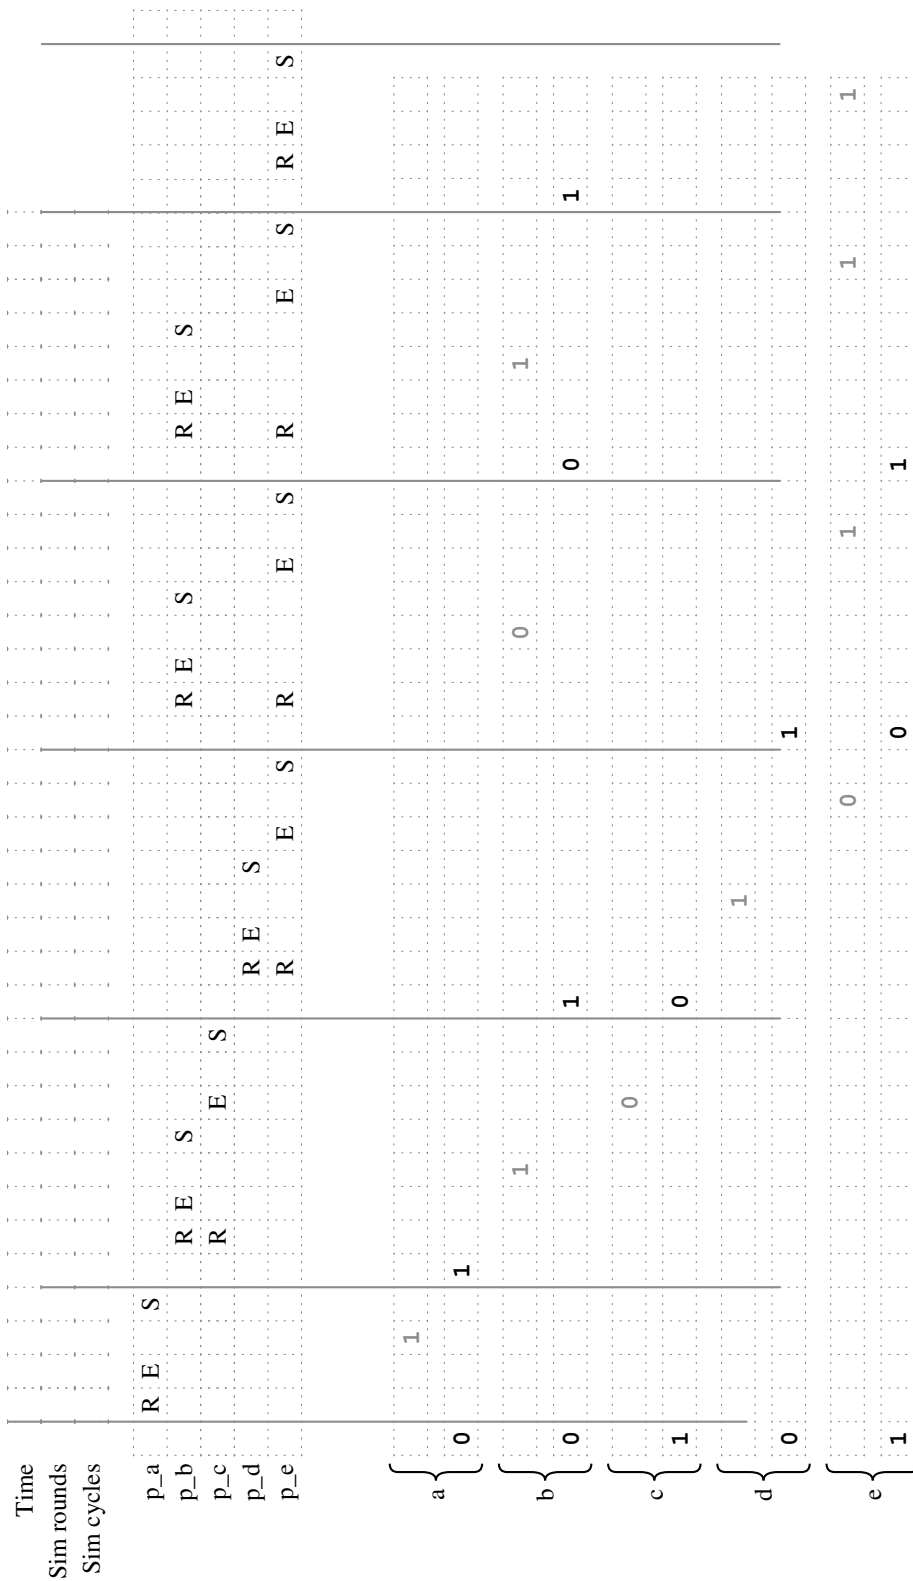 Time
Sim rounds
Sim cycles
p_a R E S
p_b R E S R E S R E S
p_c R E S
p_d R E S
p_e R E S R E S R E S R E S
1
a
0 1
1 0 1
b
0 1 0 1
0
c
1 0
1
d
0 1
0 1 1 1
e
1 0 1